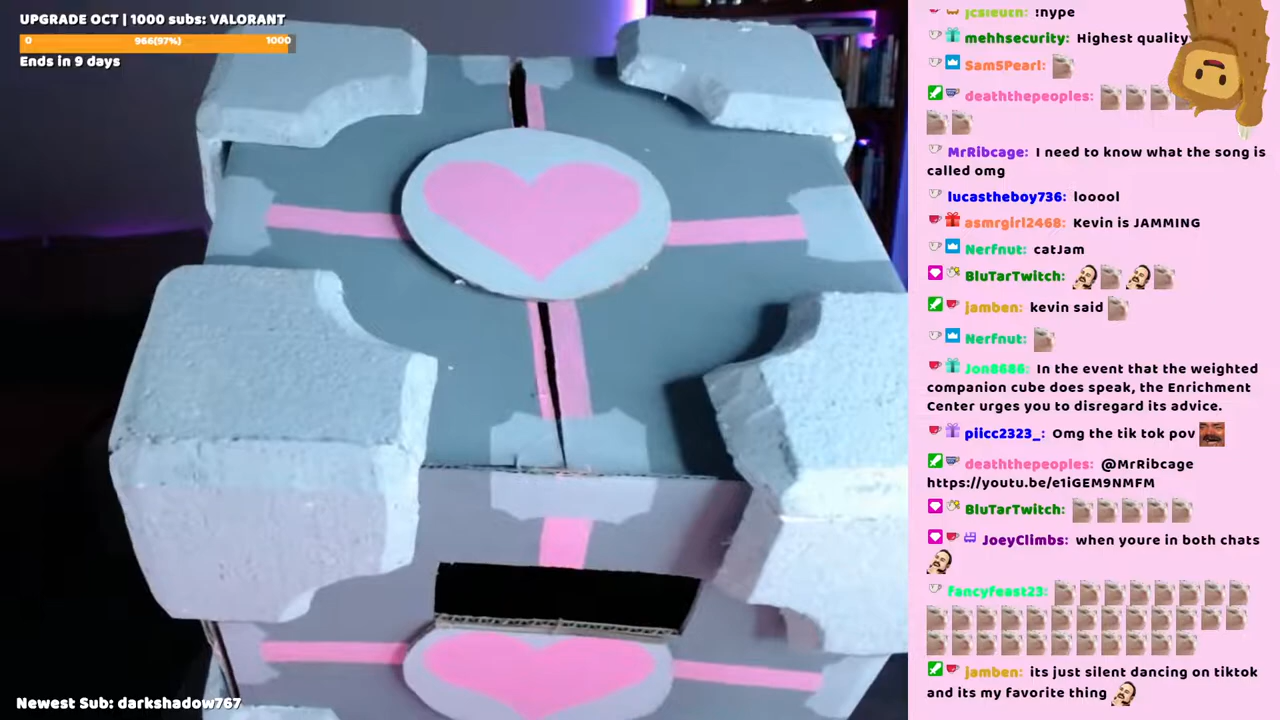 UPGRADE OCT | 1000 subs: VALORANT
0 966(97%) 1000
Ends in 9 days
Newest Sub: darkshadow767
jcsleuth: !hype
mehhsecurity: Highest quality
Sam5Pearl:
deaththepeoples:
MrRibcage: I need to know what the song is
called omg
lucastheboy736: looool
asmrgirl2468: Kevin is JAMMING
Nerfnut: catJam
BluTarTwitch:
jamben: kevin said
Nerfnut:
Jon8686: In the event that the weighted
companion cube does speak, the Enrichment
Center urges you to disregard its advice.
piicc2323_: Omg the tik tok pov
deaththepeoples: @MrRibcage
https://youtu.be/e1iGEM9NMFM
BluTarTwitch:
JoeyClimbs: when youre in both chats
fancyfeast23:
jamben: its just silent dancing on tiktok
and its my favorite thing